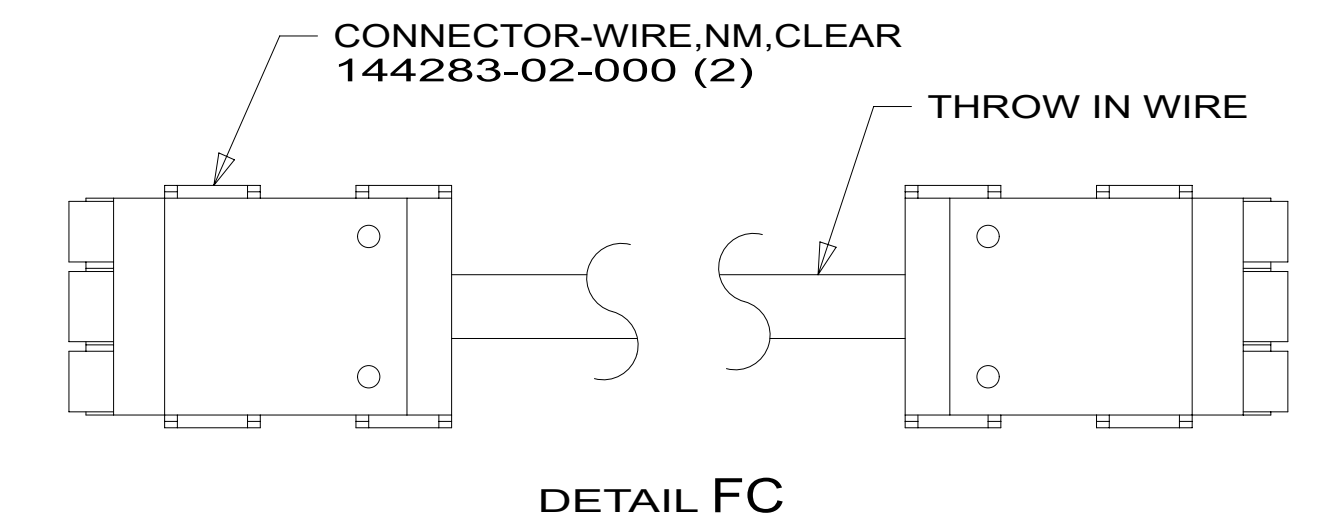 CONNECTOR-WIRE,NM,CLEAR
144283-02-000 (2)
THROW IN WIRE
DETAIL FC